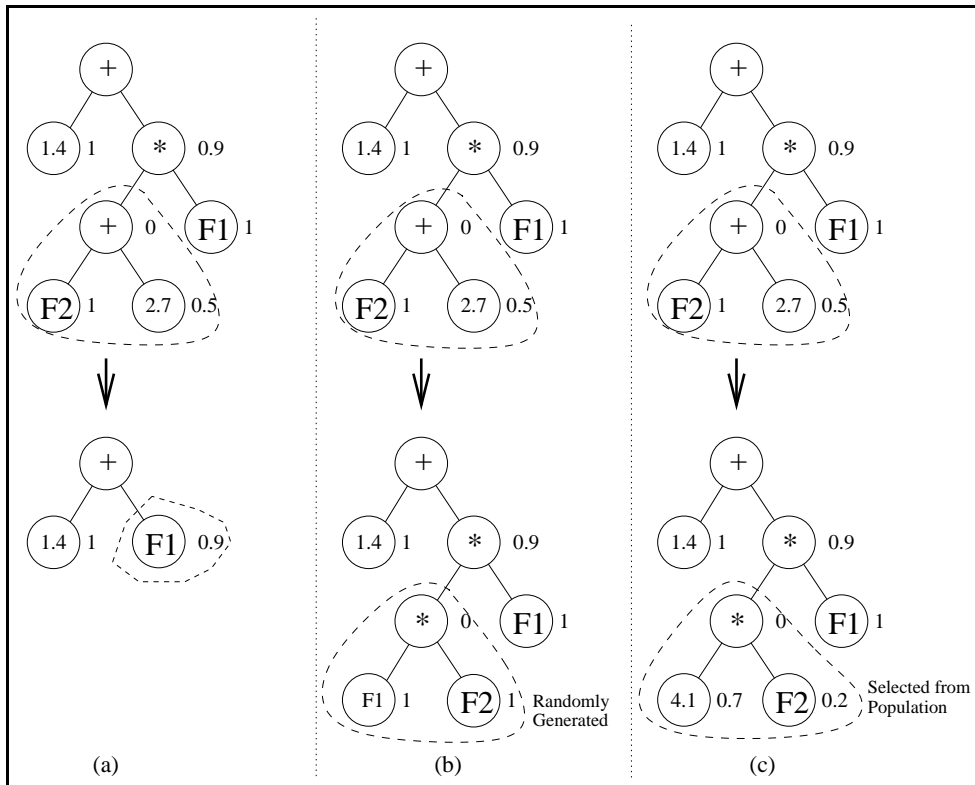 + + +
1.4 1 * 0.9 1.4 1 * 0.9 1.4 1 * 0.9
+ 0 F1 1 + 0 F1 1 + 0 F1 1
F2 1 2.7 0.5 F2 1 2.7 0.5 F2 1 2.7 0.5
+ + +
1.4 1 F1 0.9 1.4 1 * 0.9 1.4 1 * 0.9
* 0 F1 1 * 0 F1 1
F1 1 F2 1 Randomly 4.1 0.7 F2 0.2 Selected from
Generated Population
(a) (b) (c)